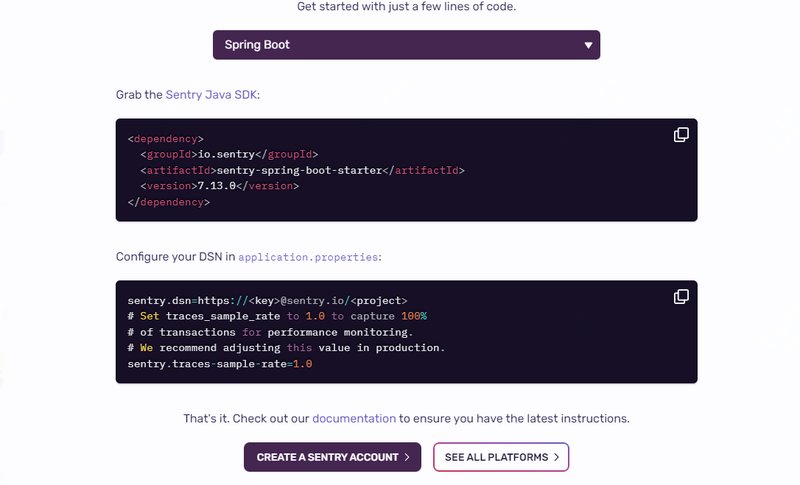 Get started with just a few lines of code.
Spring Boot
Grab the Sentry Java SDK:
<dependency>
  <groupId>io.sentry</groupId>
  <artifactId>sentry-spring-boot-starter</artifactId>
  <version>7.13.0</version>
</dependency>
Configure your DSN in application.properties:
sentry.dsn=https://<key>@sentry.io/<project>
# Set traces_sample_rate to 1.0 to capture 100%
# of transactions for performance monitoring.
# We recommend adjusting this value in production.
sentry.traces-sample-rate=1.0
That's it. Check out our documentation to ensure you have the latest instructions.
CREATE A SENTRY ACCOUNT >
SEE ALL PLATFORMS >